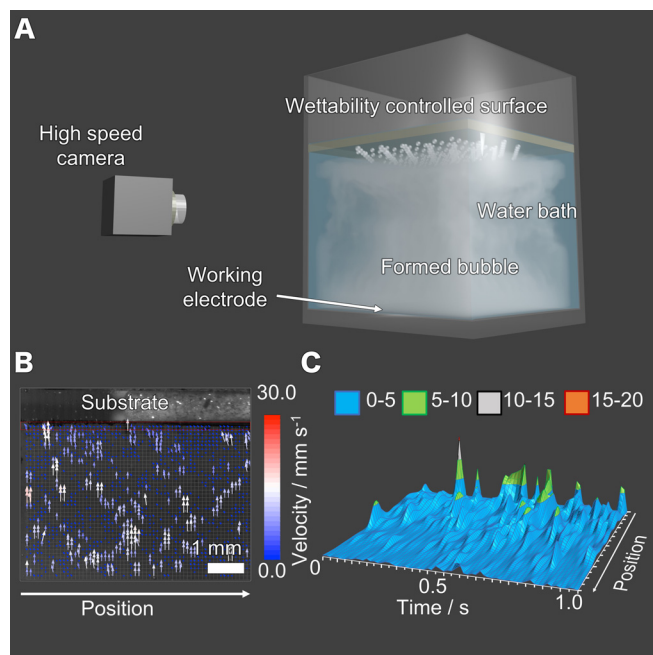 A
Wettability controlled surface
High speed
camera
Water bath
Formed bubble
Working
electrode
B
Substrate
30.0
Velocity / mm s⁻¹
0.0
1 mm
Position
C
0-5
5-10
10-15
15-20
0
0.5
1.0
Time / s
Position